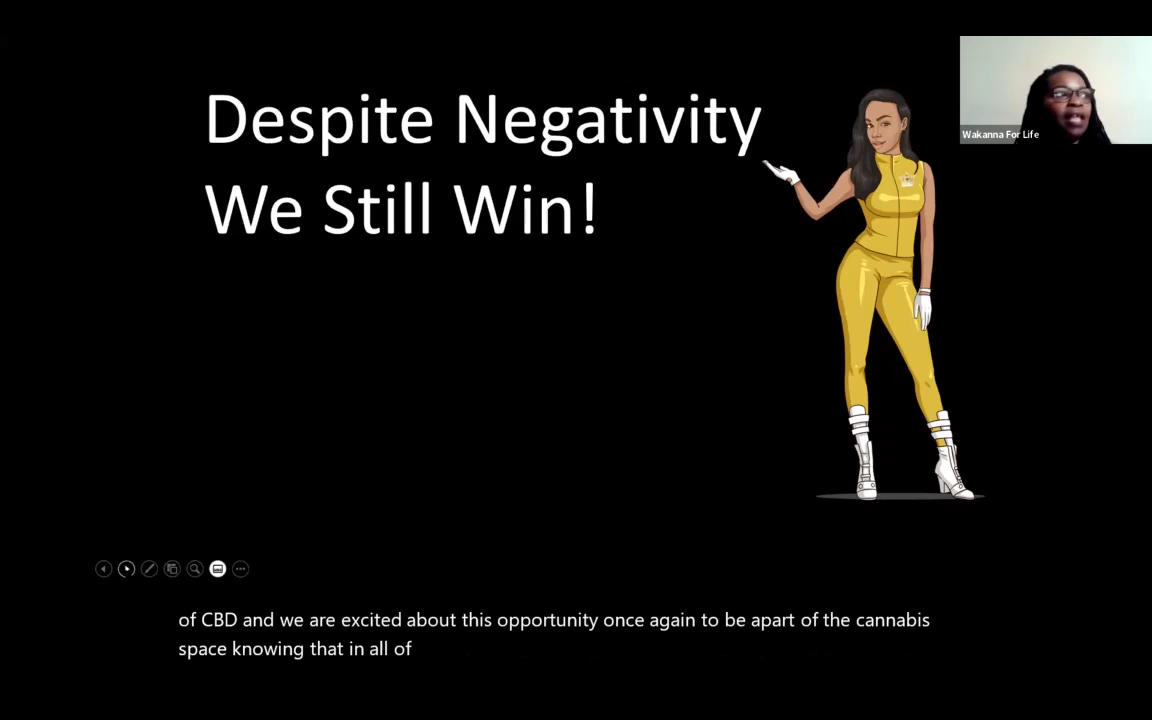 Despite Negativity
We Still Win!
Wakanna For Life
of CBD and we are excited about this opportunity once again to be apart of the cannabis
space knowing that in all of